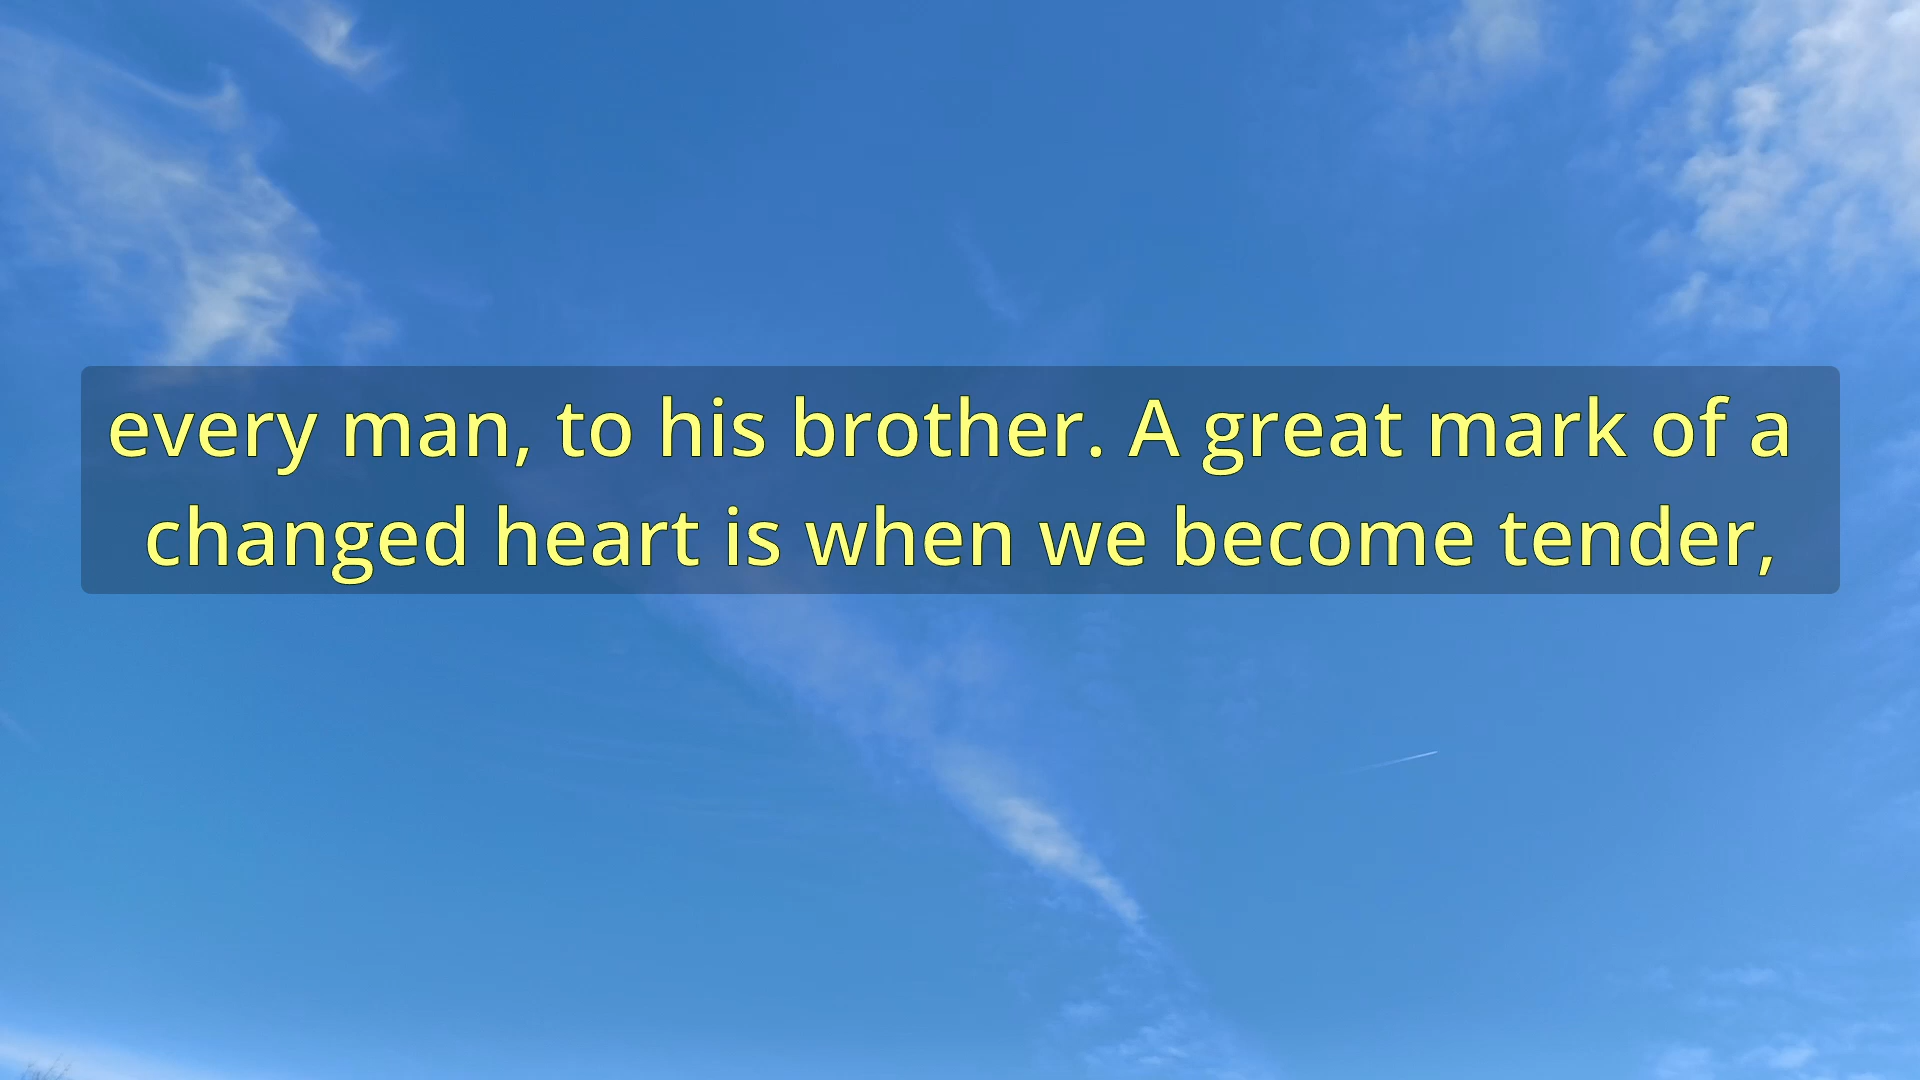 every man, to his brother. A great mark of a
changed heart is when we become tender,